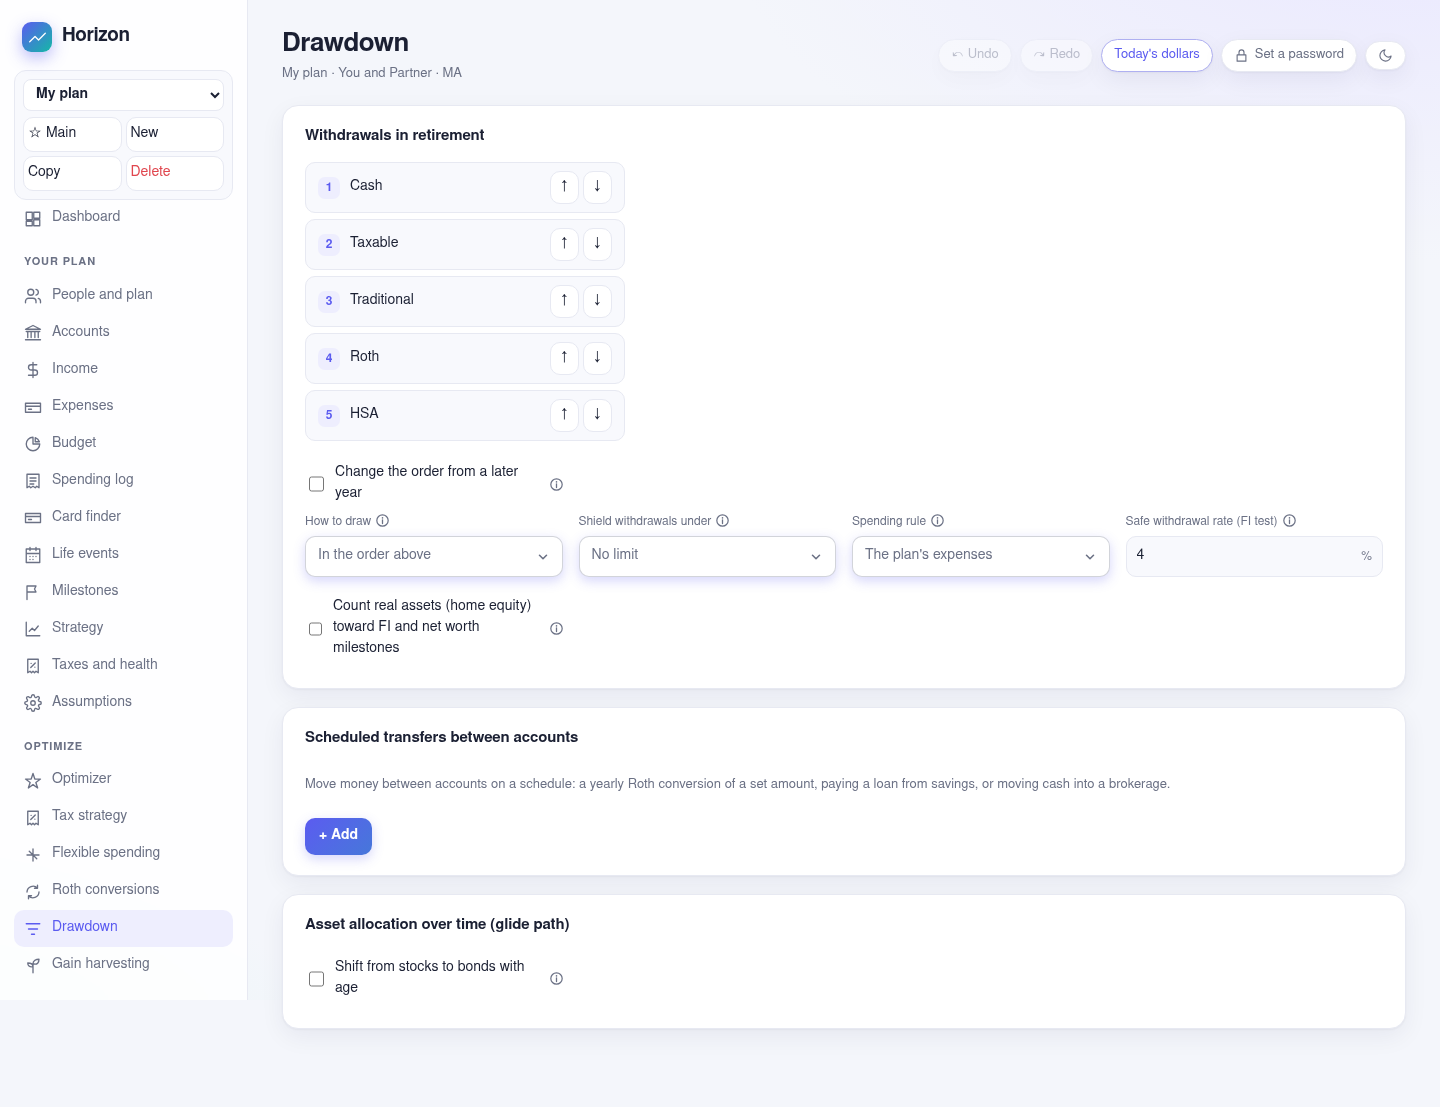 Horizon
My plan
☆ Main
New
Copy
Delete
Dashboard
YOUR PLAN
People and plan
Accounts
Income
Expenses
Budget
Spending log
Card finder
Life events
Milestones
Strategy
Taxes and health
Assumptions
OPTIMIZE
Optimizer
Tax strategy
Flexible spending
Roth conversions
Drawdown
Gain harvesting
Drawdown
My plan · You and Partner · MA
Undo
Redo
Today's dollars
Set a password
Withdrawals in retirement
1 Cash ↑ ↓
2 Taxable ↑ ↓
3 Traditional ↑ ↓
4 Roth ↑ ↓
5 HSA ↑ ↓
Change the order from a later
year
How to draw
In the order above
Shield withdrawals under
No limit
Spending rule
The plan's expenses
Safe withdrawal rate (FI test)
4 %
Count real assets (home equity)
toward FI and net worth
milestones
Scheduled transfers between accounts
Move money between accounts on a schedule: a yearly Roth conversion of a set amount, paying a loan from savings, or moving cash into a brokerage.
+ Add
Asset allocation over time (glide path)
Shift from stocks to bonds with
age